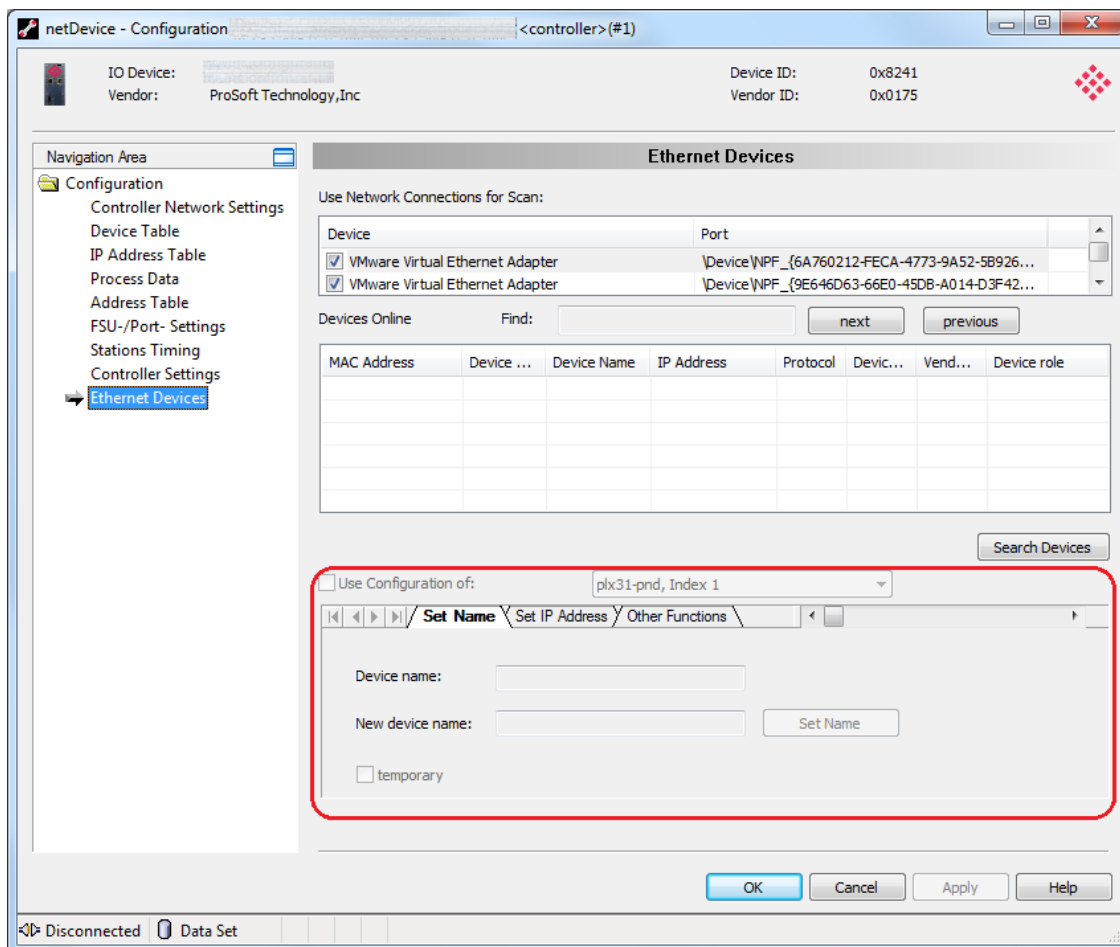 netDevice - Configuration <controller>(#1)
IO Device: Device ID: 0x8241
Vendor: ProSoft Technology,Inc Vendor ID: 0x0175
Navigation Area
Configuration
Controller Network Settings
Device Table
IP Address Table
Process Data
Address Table
FSU-/Port- Settings
Stations Timing
Controller Settings
Ethernet Devices
Ethernet Devices
Use Network Connections for Scan:
Device Port
VMware Virtual Ethernet Adapter \Device\NPF_{6A760212-FECA-4773-9A52-5B926...
VMware Virtual Ethernet Adapter \Device\NPF_{9E646D63-66E0-45DB-A014-D3F42...
Devices Online Find: next previous
MAC Address Device ... Device Name IP Address Protocol Devic... Vend... Device role
Search Devices
Use Configuration of: plx31-pnd, Index 1
Set Name Set IP Address Other Functions
Device name:
New device name: Set Name
temporary
OK Cancel Apply Help
Disconnected Data Set